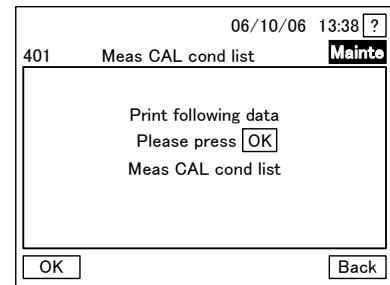 06/10/06 13:38 ?
401 Meas CAL cond list Mainte
Print following data
Please press OK
Meas CAL cond list
OK Back